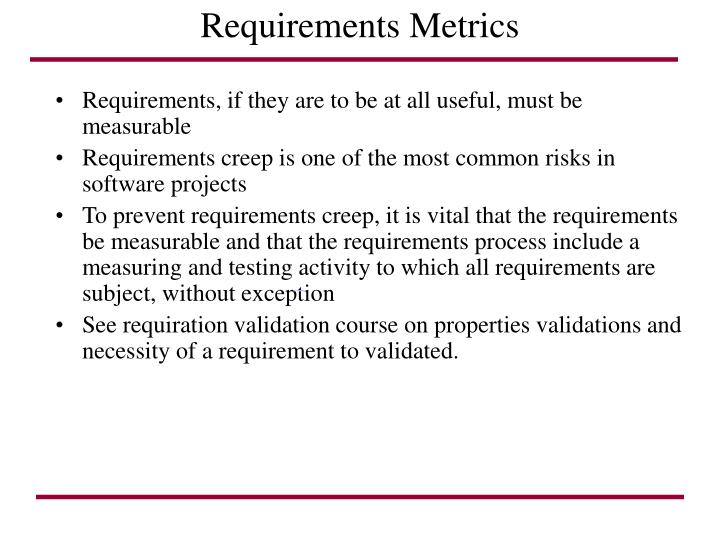 Requirements Metrics
• Requirements, if they are to be at all useful, must be
measurable
• Requirements creep is one of the most common risks in
software projects
• To prevent requirements creep, it is vital that the requirements
be measurable and that the requirements process include a
measuring and testing activity to which all requirements are
subject, without exception
• See requiration validation course on properties validations and
necessity of a requirement to validated.